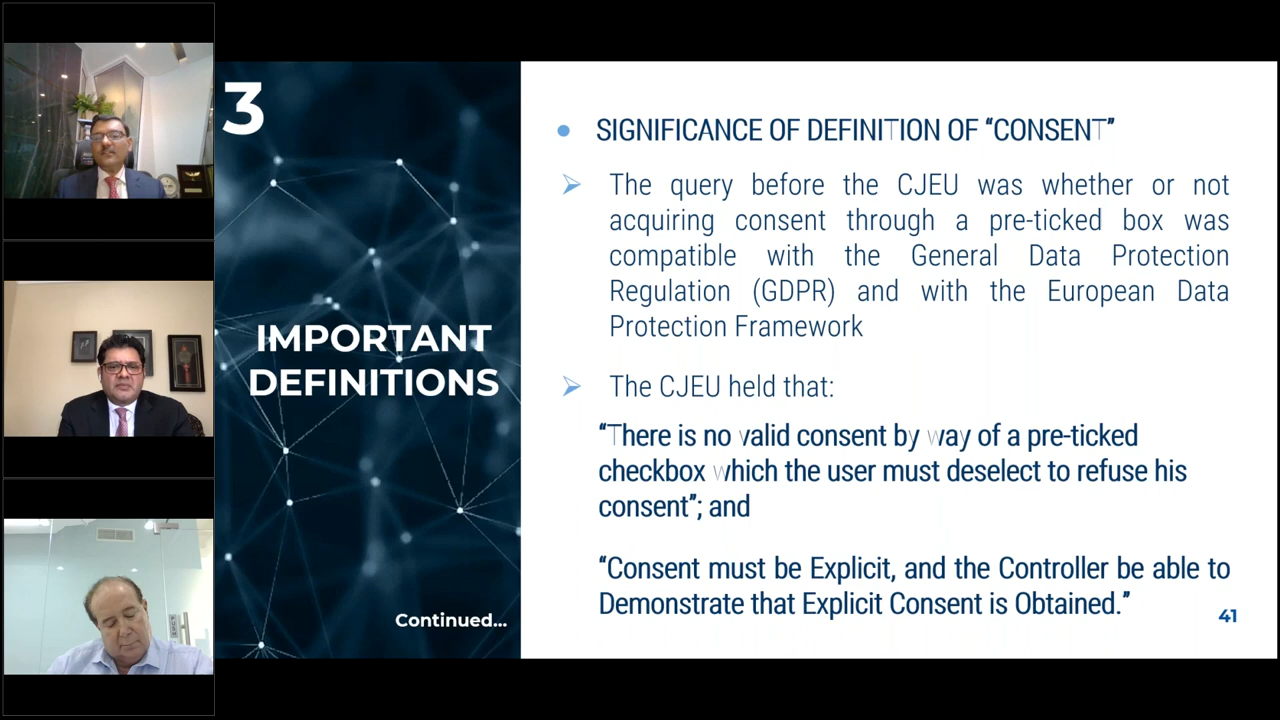 3
IMPORTANT
DEFINITIONS
Continued...
SIGNIFICANCE OF DEFINITION OF “CONSENT”
The query before the CJEU was whether or not
acquiring consent through a pre-ticked box was
compatible with the General Data Protection
Regulation (GDPR) and with the European Data
Protection Framework
The CJEU held that:
“There is no valid consent by way of a pre-ticked
checkbox which the user must deselect to refuse his
consent”; and
“Consent must be Explicit, and the Controller be able to
Demonstrate that Explicit Consent is Obtained.”
41